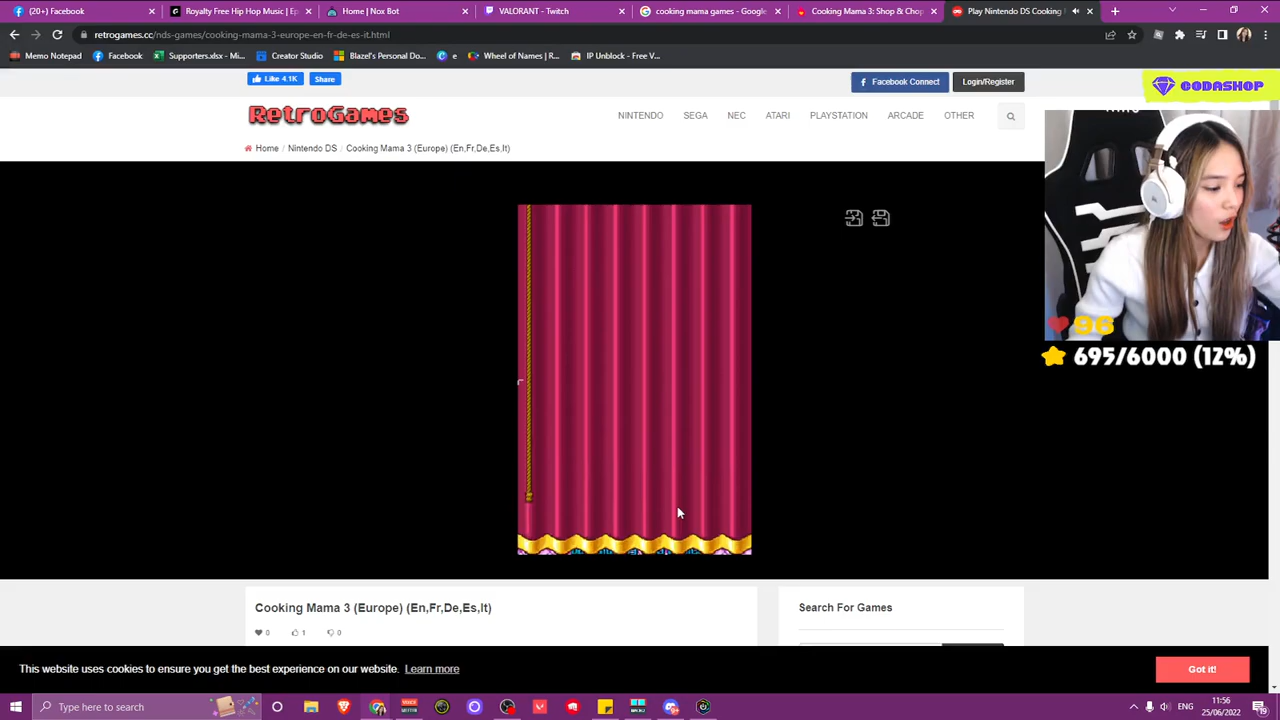 (20+) Facebook
Royalty Free Hip Hop Music | Ep
Home | Nox Bot
VALORANT - Twitch
cooking mama games - Google
Cooking Mama 3: Shop & Chop
Play Nintendo DS Cooking
retrogames.cc/nds-games/cooking-mama-3-europe-en-fr-de-es-it.html
Memo Notepad
Facebook
Supporters.xlsx - Mi...
Creator Studio
Blazel's Personal Do...
e
Wheel of Names | R...
IP Unblock - Free V...
Like 4.1K
Share
Facebook Connect
Login/Register
CODASHOP
RetroGames
NINTENDO
SEGA
NEC
ATARI
PLAYSTATION
ARCADE
OTHER
Home / Nintendo DS / Cooking Mama 3 (Europe) (En,Fr,De,Es,It)
96
695/6000 (12%)
Cooking Mama 3 (Europe) (En,Fr,De,Es,It)
0
1
0
Search For Games
This website uses cookies to ensure you get the best experience on our website. Learn more
Got it!
Type here to search
ENG
11:56
25/06/2022
19